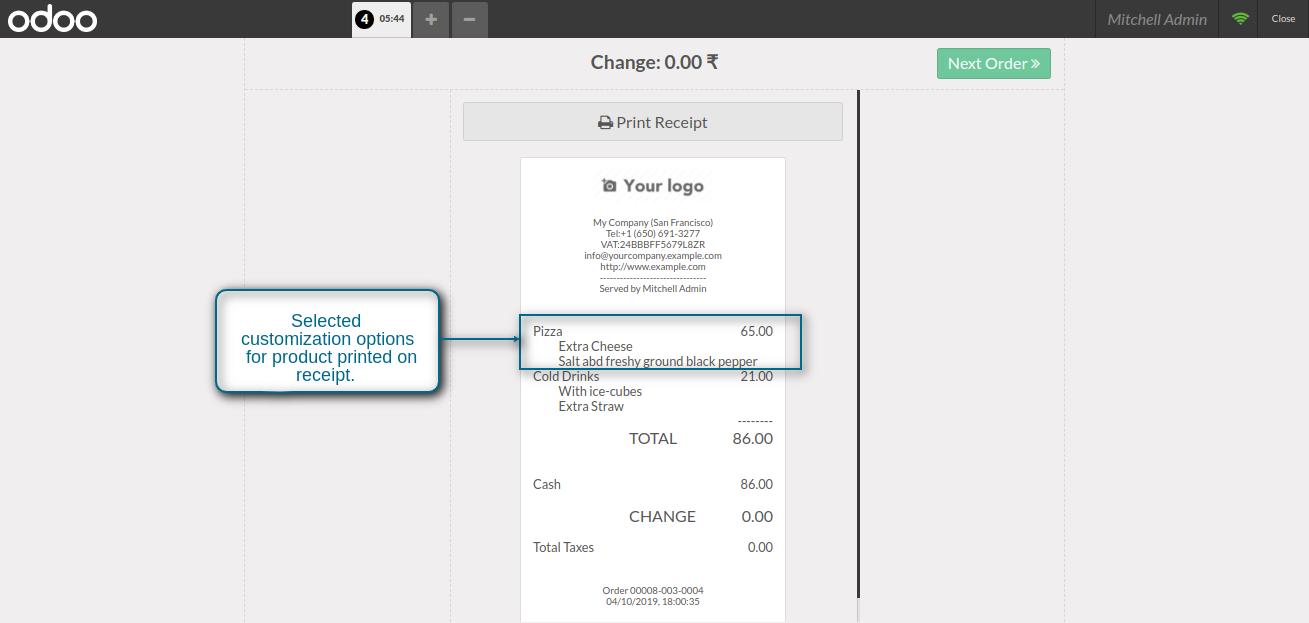 odoo
4 05:44 + −
Mitchell Admin
Close
Change: 0.00 ₹
Next Order »
Print Receipt
Your logo
My Company (San Francisco)
Tel:+1 (650) 691-3277
VAT:24BBBFF5679L8ZR
info@yourcompany.example.com
http://www.example.com
--------------------------------
Served by Mitchell Admin
Selected
customization options
for product printed on
receipt.
Pizza 65.00
Extra Cheese
Salt abd freshy ground black pepper
Cold Drinks 21.00
With ice-cubes
Extra Straw
--------
TOTAL 86.00
Cash 86.00
CHANGE 0.00
Total Taxes 0.00
Order 00008-003-0004
04/10/2019, 18:00:35